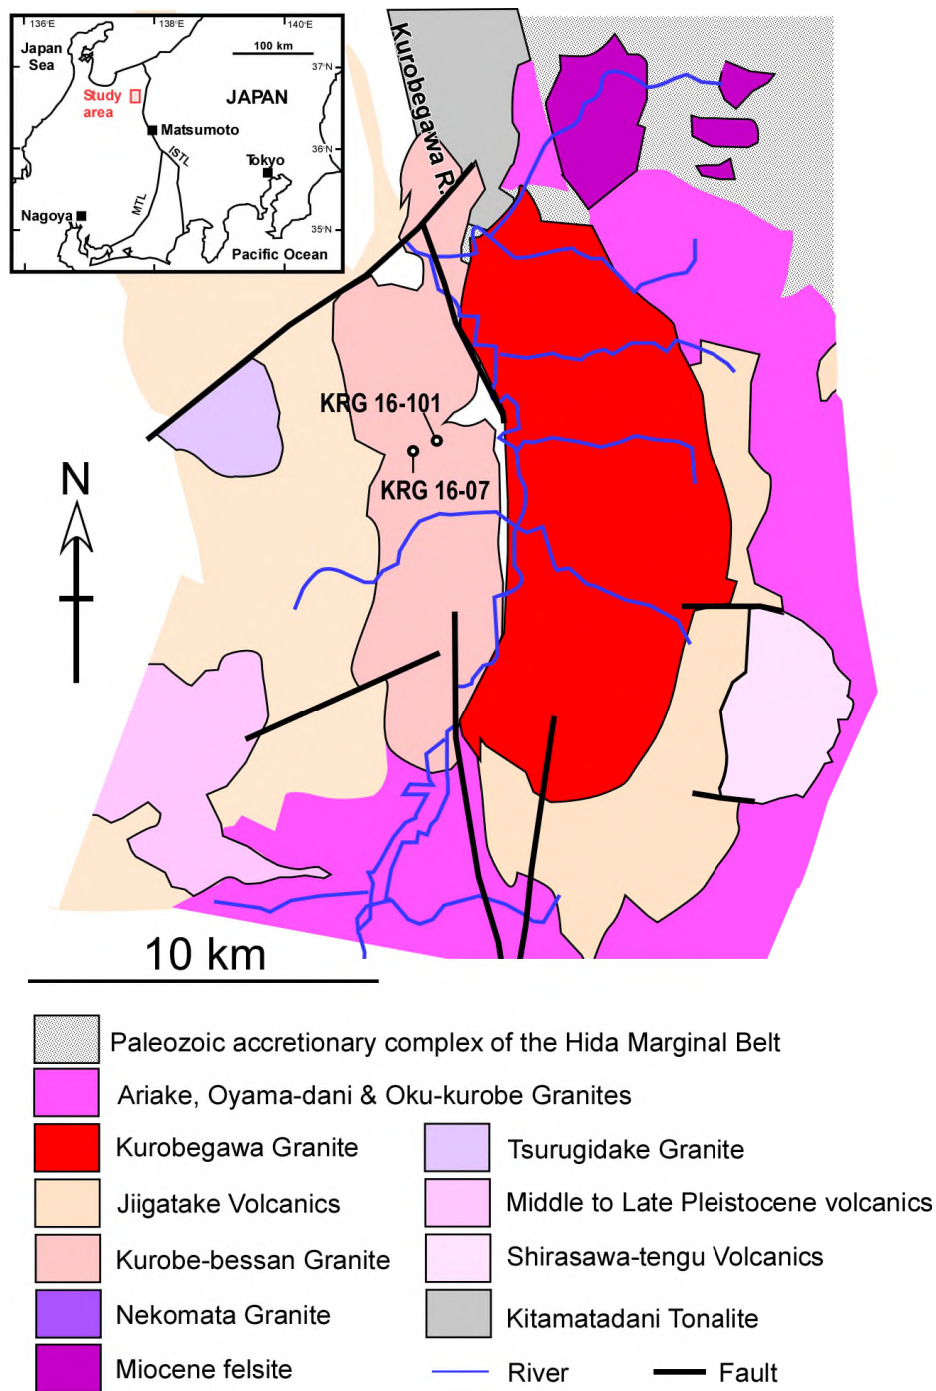 136°E
138°E
140°E
Japan
Sea
100 km
37°N
Study
area
JAPAN
Matsumoto
ISTL
36°N
Tokyo
MTL
Nagoya
35°N
Pacific Ocean
Kurobegawa R.
KRG 16-101
KRG 16-07
N
10 km
Paleozoic accretionary complex of the Hida Marginal Belt
Ariake, Oyama-dani & Oku-kurobe Granites
Kurobegawa Granite
Tsurugidake Granite
Jiigatake Volcanics
Middle to Late Pleistocene volcanics
Kurobe-bessan Granite
Shirasawa-tengu Volcanics
Nekomata Granite
Kitamatadani Tonalite
Miocene felsite
River
Fault